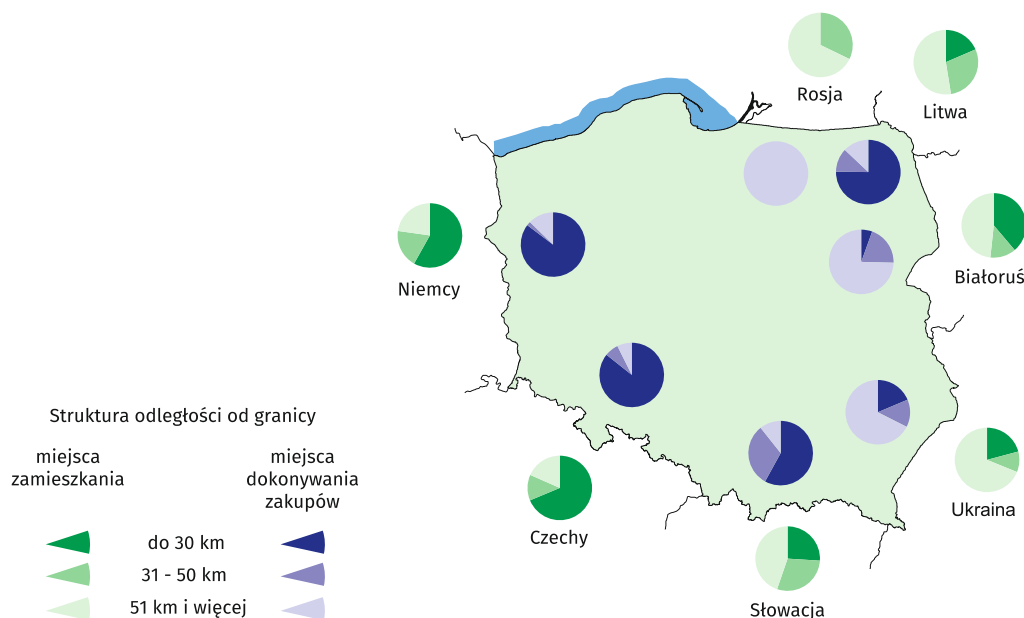 Rosja
Litwa
Niemcy
Białoruś
Czechy
Ukraina
Słowacja
Struktura odległości od granicy
miejsca
zamieszkania
miejsca
dokonywania
zakupów
do 30 km
31 - 50 km
51 km i więcej